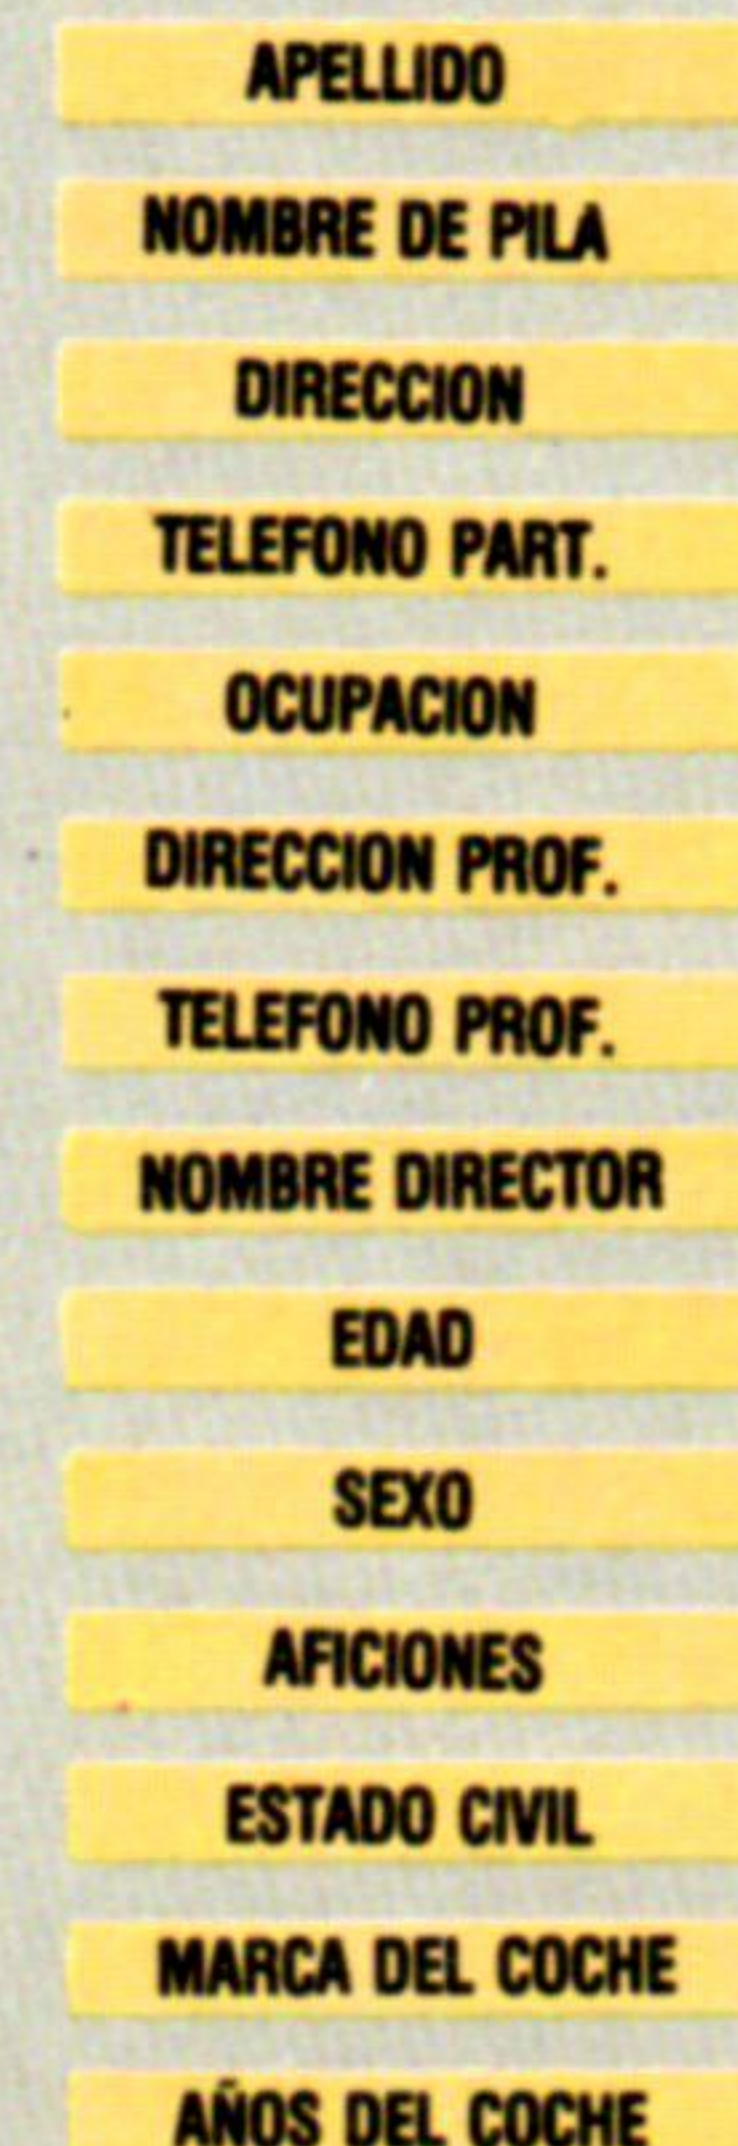 APELLIDO
NOMBRE DE PILA
DIRECCION
TELEFONO PART.
OCUPACION
DIRECCION PROF.
TELEFONO PROF.
NOMBRE DIRECTOR
EDAD
SEXO
AFICIONES
ESTADO CIVIL
MARCA DEL COCHE
AÑOS DEL COCHE